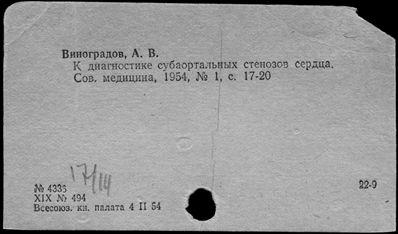 Виноградов, А. В.
К диагностике субаортальных стенозов сердца.
Сов. медицина, 1954, № 1, с. 17-20
17/14
№ 4336
XIX № 494
Всесоюз. кн. палата 4 II 54
22-9